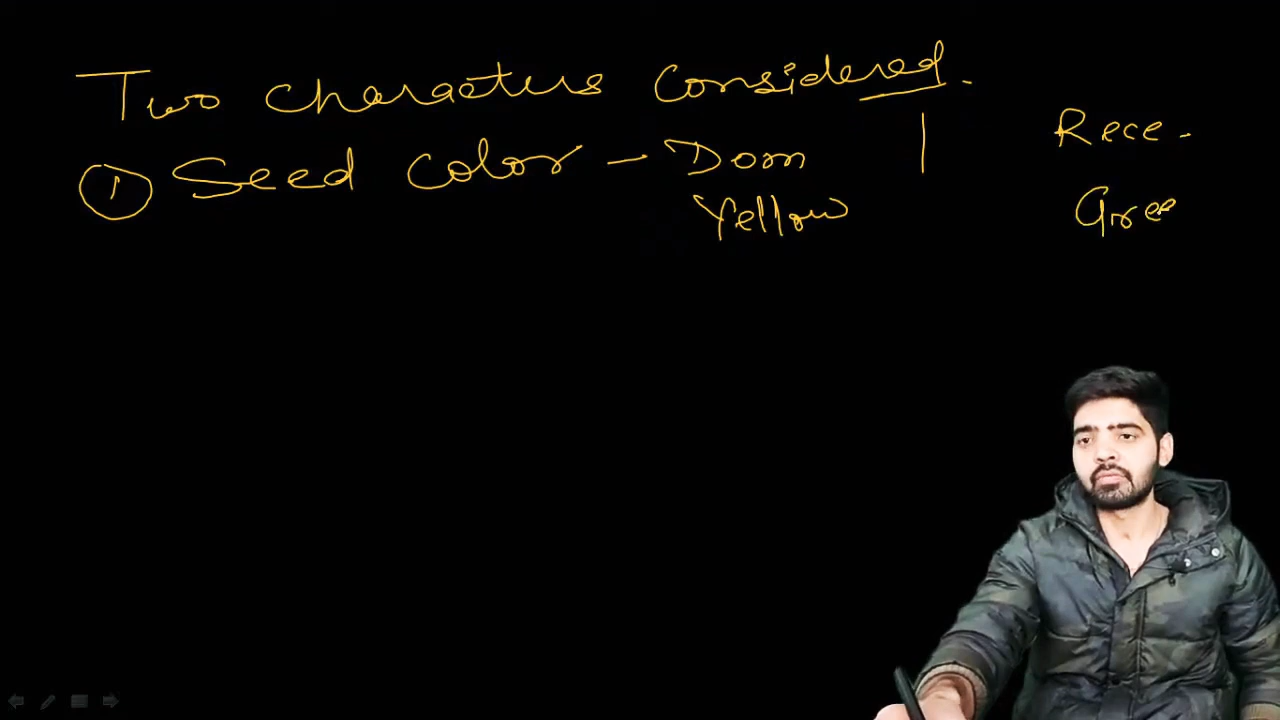 Two characters considered.
① Seed color - Dom | Rece.
Yellow Gree